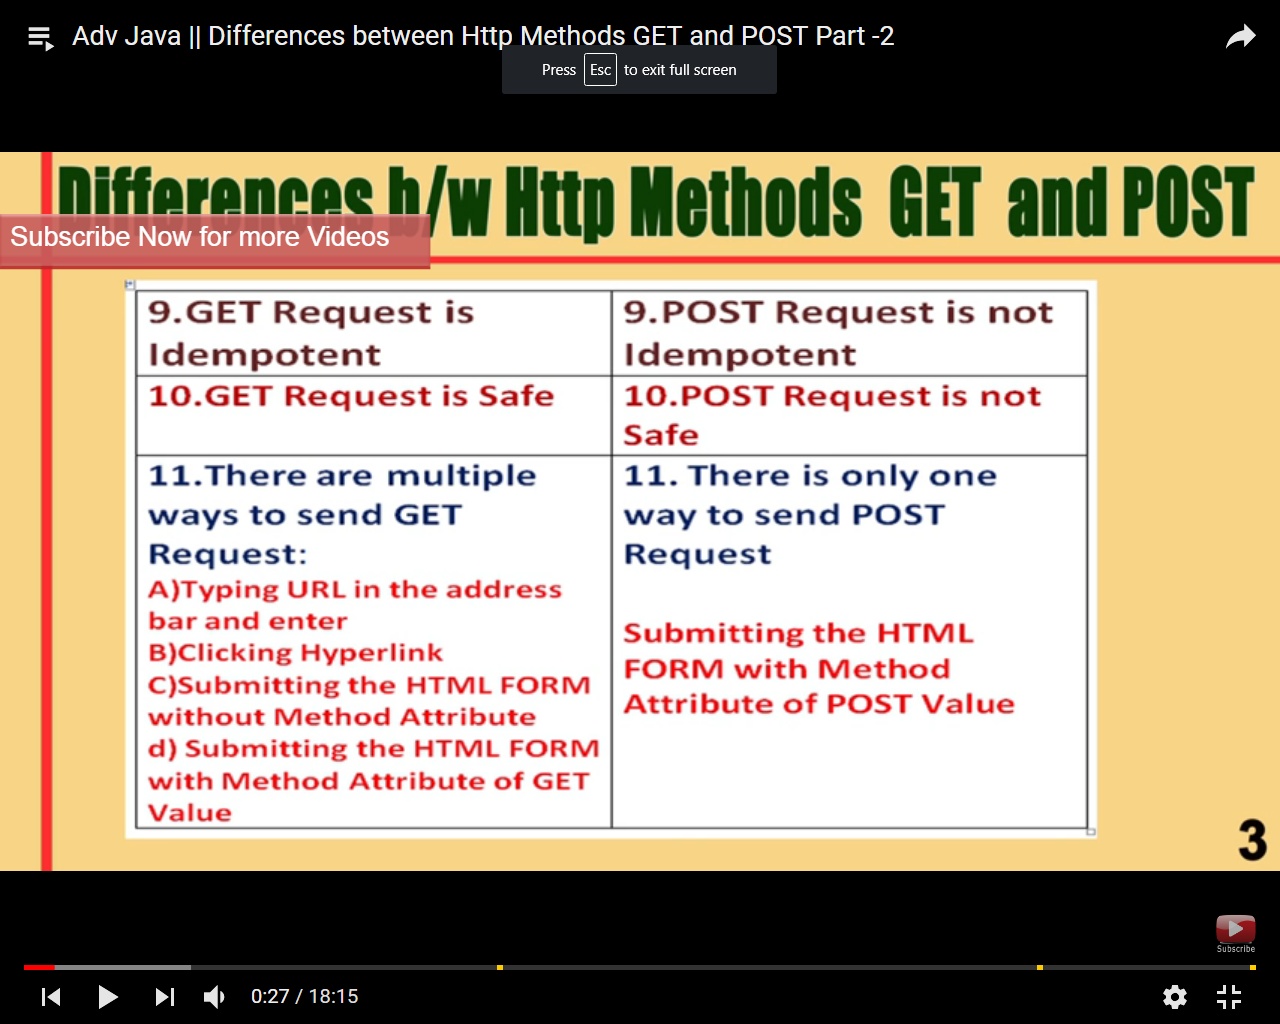 Adv Java || Differences between Http Methods GET and POST Part -2
Press Esc to exit full screen
Differences b/w Http Methods GET and POST
Subscribe Now for more Videos
9.GET Request is
Idempotent
9.POST Request is not
Idempotent
10.GET Request is Safe
10.POST Request is not
Safe
11.There are multiple
ways to send GET
Request:
A)Typing URL in the address
bar and enter
B)Clicking Hyperlink
C)Submitting the HTML FORM
without Method Attribute
d) Submitting the HTML FORM
with Method Attribute of GET
Value
11. There is only one
way to send POST
Request
Submitting the HTML
FORM with Method
Attribute of POST Value
3
Subscribe
0:27 / 18:15